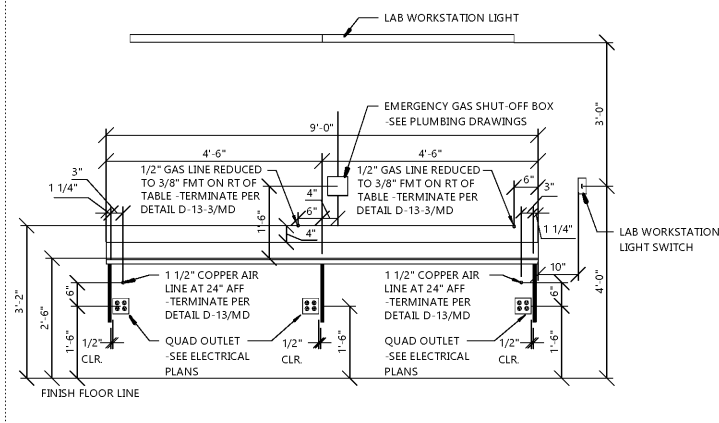 LAB WORKSTATION LIGHT
EMERGENCY GAS SHUT-OFF BOX
-SEE PLUMBING DRAWINGS
9'-0"
3'-0"
4'-6"
4'-6"
3"
1 1/4"
1/2" GAS LINE REDUCED
TO 3/8" FMT ON RT OF
TABLE -TERMINATE PER
DETAIL D-13-3/MD
1'-6"
4"
6"
4"
1/2" GAS LINE REDUCED
TO 3/8" FMT ON RT OF
TABLE -TERMINATE PER
DETAIL D-13-3/MD
6"
3"
1 1/4"
LAB WORKSTATION
LIGHT SWITCH
10"
4'-0"
3'-2"
2'-6"
6"
1'-6"
1 1/2" COPPER AIR
LINE AT 24" AFF
-TERMINATE PER
DETAIL D-13/MD
1 1/2" COPPER AIR
LINE AT 24" AFF
-TERMINATE PER
DETAIL D-13/MD
6"
1/2"
CLR.
QUAD OUTLET
-SEE ELECTRICAL
PLANS
1/2"
CLR.
1'-6"
QUAD OUTLET
-SEE ELECTRICAL
PLANS
1/2"
CLR.
1'-6"
FINISH FLOOR LINE